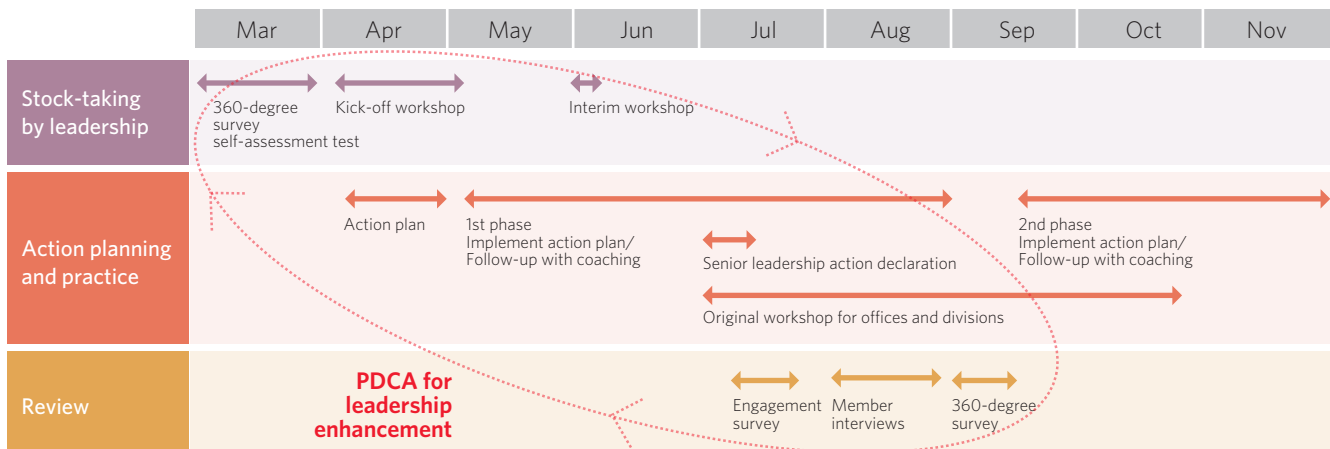 Mar Apr May Jun Jul Aug Sep Oct Nov
Stock-taking
by leadership
360-degree
survey
self-assessment test
Kick-off workshop
Interim workshop
Action planning
and practice
Action plan
1st phase
Implement action plan/
Follow-up with coaching
Senior leadership action declaration
Original workshop for offices and divisions
2nd phase
Implement action plan/
Follow-up with coaching
Review
PDCA for
leadership
enhancement
Engagement
survey
Member
interviews
360-degree
survey